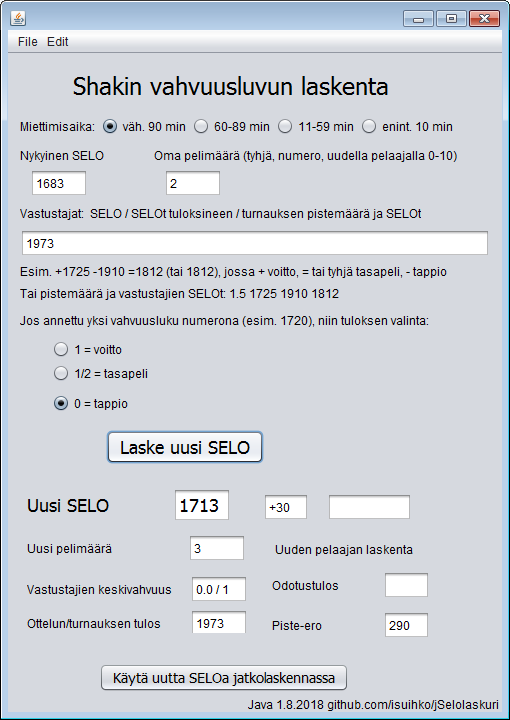 File Edit
Shakin vahvuusluvun laskenta
Miettimisaika: väh. 90 min 60-89 min 11-59 min enint. 10 min
Nykyinen SELO Oma pelimäärä (tyhjä, numero, uudella pelaajalla 0-10)
1683 2
Vastustajat: SELO / SELOt tuloksineen / turnauksen pistemäärä ja SELOt
1973
Esim. +1725 -1910 =1812 (tai 1812), jossa + voitto, = tai tyhjä tasapeli, - tappio
Tai pistemäärä ja vastustajien SELOt: 1.5 1725 1910 1812
Jos annettu yksi vahvuusluku numerona (esim. 1720), niin tuloksen valinta:
1 = voitto
1/2 = tasapeli
0 = tappio
Laske uusi SELO
Uusi SELO 1713 +30
Uusi pelimäärä 3 Uuden pelaajan laskenta
Vastustajien keskivahvuus 0.0 / 1 Odotustulos
Ottelun/turnauksen tulos 1973 Piste-ero 290
Käytä uutta SELOa jatkolaskennassa
Java 1.8.2018 github.com/isuihko/jSelolaskuri